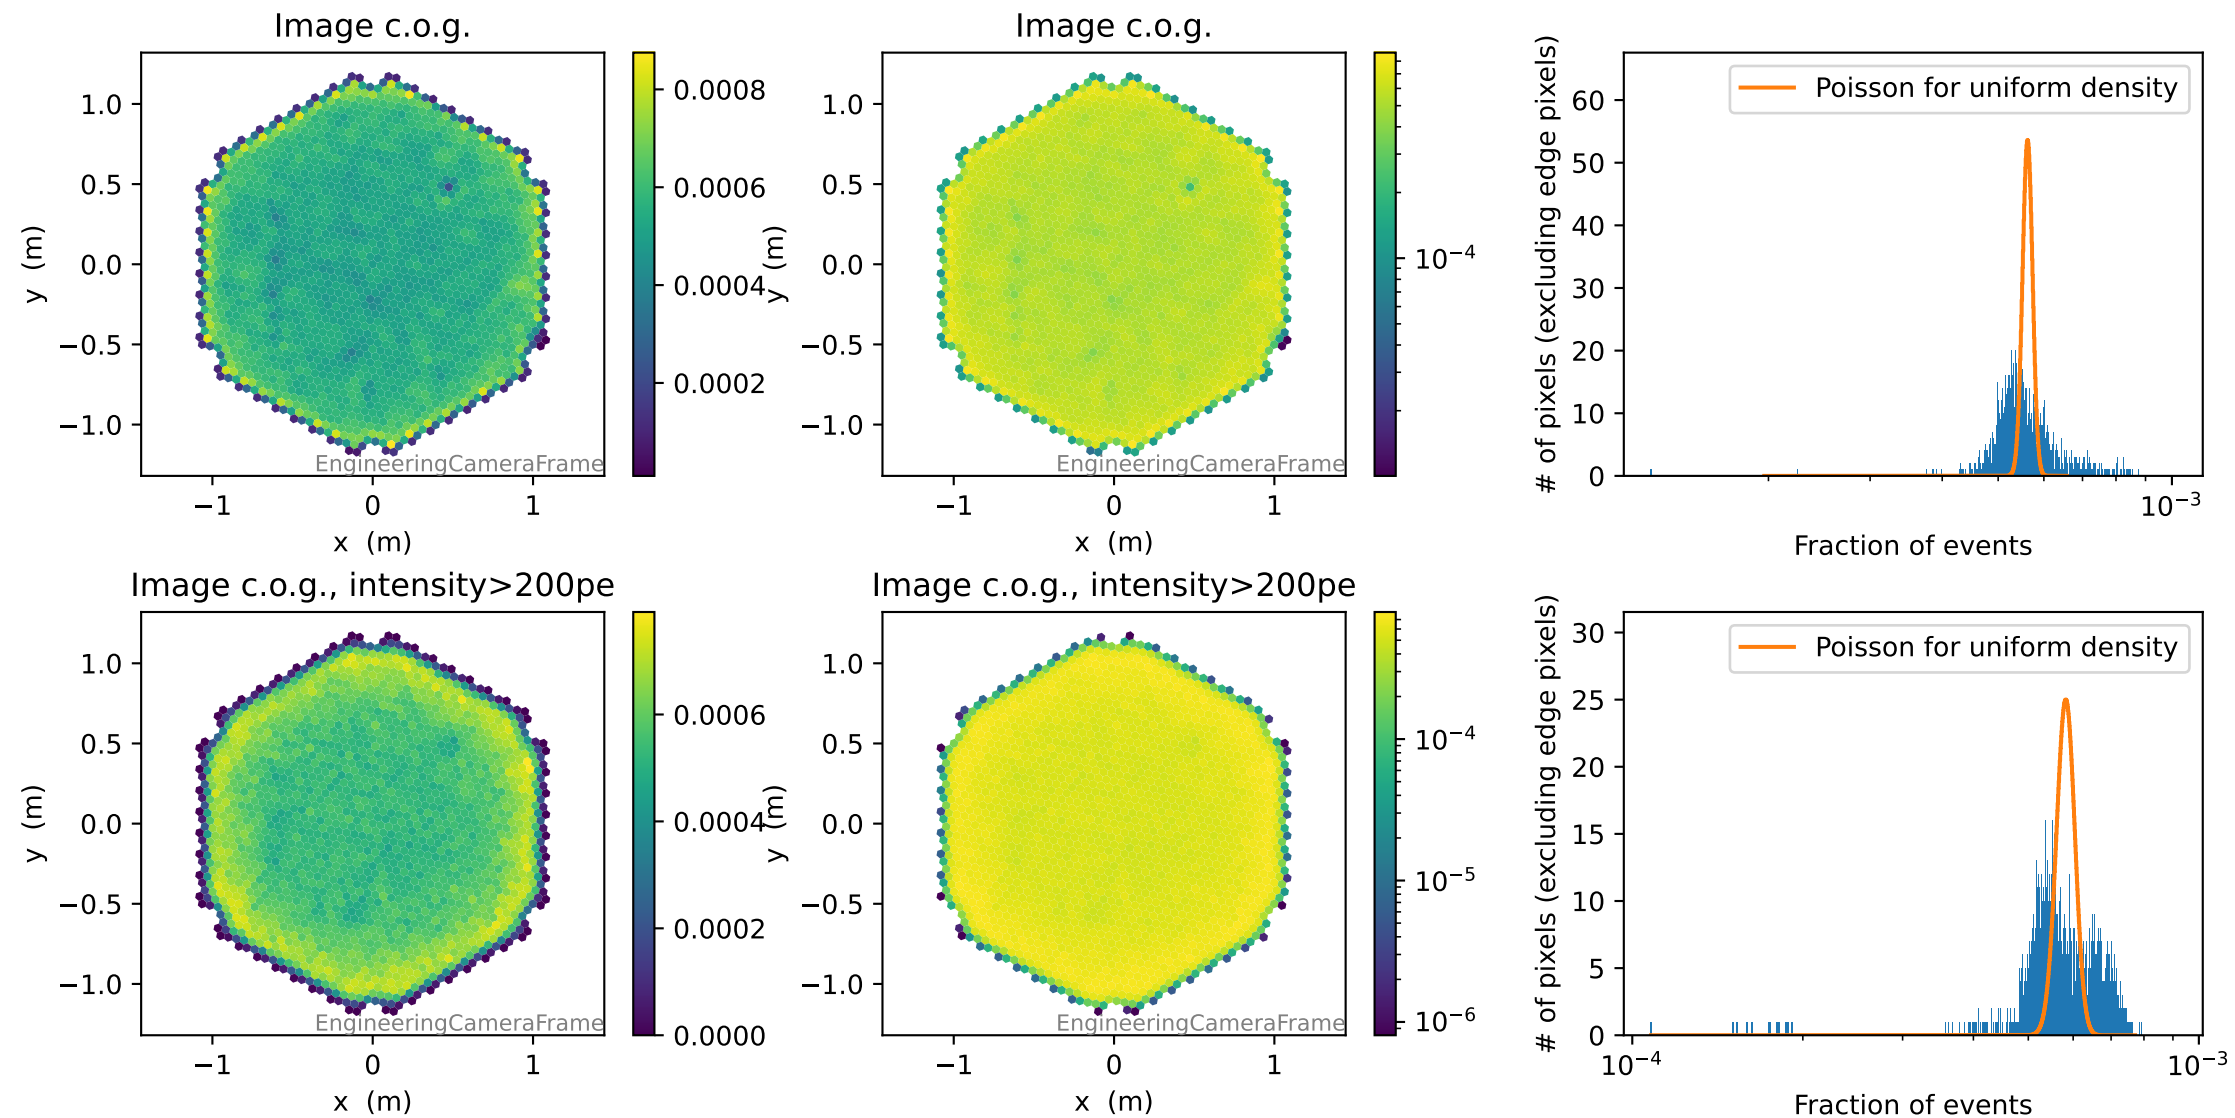 Image c.o.g.
1.0
0.5
0.0
−0.5
−1.0
y (m)
−1
0
1
x (m)
EngineeringCameraFrame
0.0008
0.0006
0.0004
0.0002
Image c.o.g.
1.0
0.5
0.0
−0.5
−1.0
y (m)
−1
0
1
x (m)
EngineeringCameraFrame
10⁻⁴
# of pixels (excluding edge pixels)
60
50
40
30
20
10
0
Poisson for uniform density
10⁻³
Fraction of events
Image c.o.g., intensity>200pe
1.0
0.5
0.0
−0.5
−1.0
y (m)
−1
0
1
x (m)
EngineeringCameraFrame
0.0006
0.0004
0.0002
0.0000
Image c.o.g., intensity>200pe
1.0
0.5
0.0
−0.5
−1.0
y (m)
−1
0
1
x (m)
EngineeringCameraFrame
10⁻⁴
10⁻⁵
10⁻⁶
# of pixels (excluding edge pixels)
30
25
20
15
10
5
0
Poisson for uniform density
10⁻⁴
10⁻³
Fraction of events